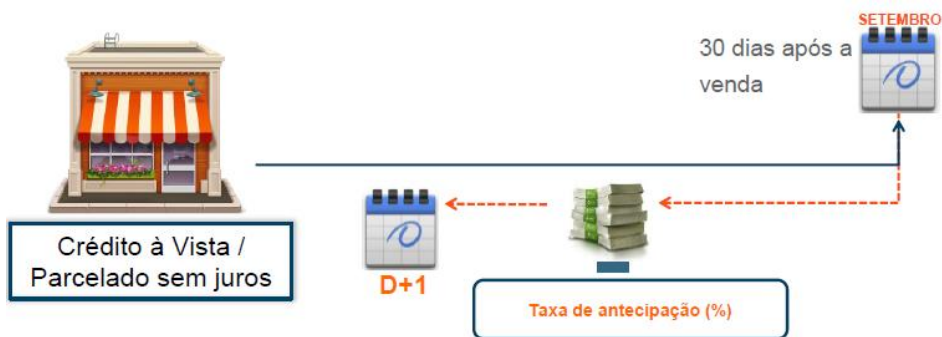 SETEMBRO
30 dias após a
venda
Crédito à Vista /
Parcelado sem juros
D+1
Taxa de antecipação (%)